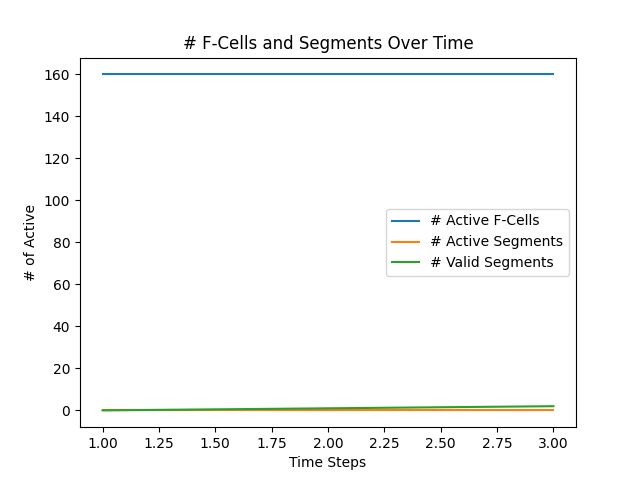 # F-Cells and Segments Over Time
160
140
120
100
80
60
40
20
0
# of Active
# Active F-Cells
# Active Segments
# Valid Segments
1.00 1.25 1.50 1.75 2.00 2.25 2.50 2.75 3.00
Time Steps